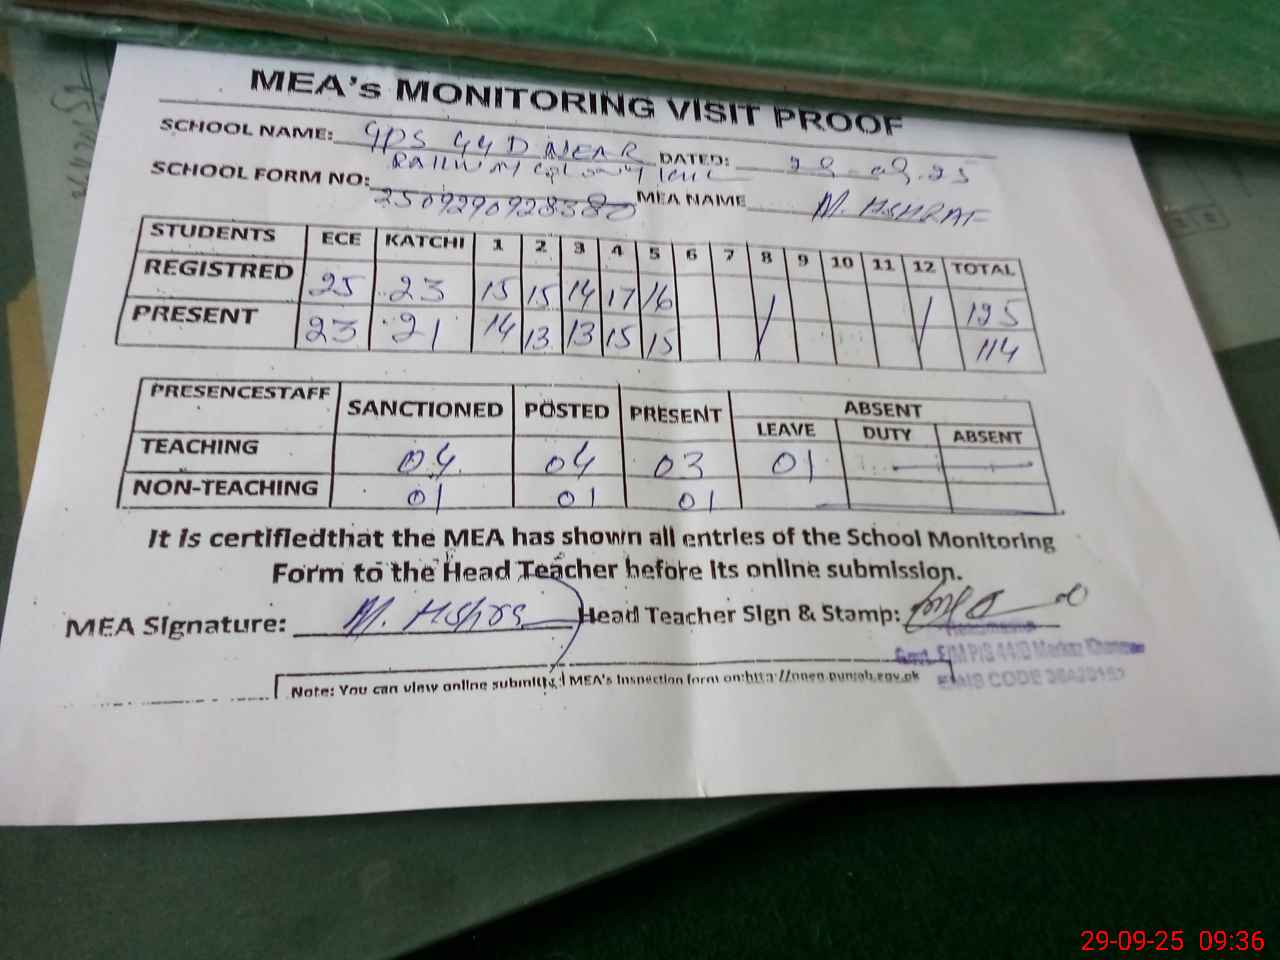 MEA's MONITORING VISIT PROOF
SCHOOL NAME: GPS 44 D NEAR DATED: 29-09-25
RAILWAY Colony
SCHOOL FORM NO: 250929092838 MEA NAME M. ASHRAF
STUDENTS ECE KATCHI 1 2 3 4 5 6 7 8 9 10 11 12 TOTAL
REGISTRED 25 23 15 15 14 17 16 125
PRESENT 23 21 14 13 13 15 15 114
PRESENCESTAFF SANCTIONED POSTED PRESENT ABSENT
LEAVE DUTY ABSENT
TEACHING 04 04 03 01
NON-TEACHING 01 01 01
It is certifiedthat the MEA has shown all entries of the School Monitoring
Form to the Head Teacher before its online submission.
MEA Signature: M. Ashraf Head Teacher Sign & Stamp:
Note: You can view online submitted MEA's Inspection form on:
EMIS CODE
29-09-25 09:36